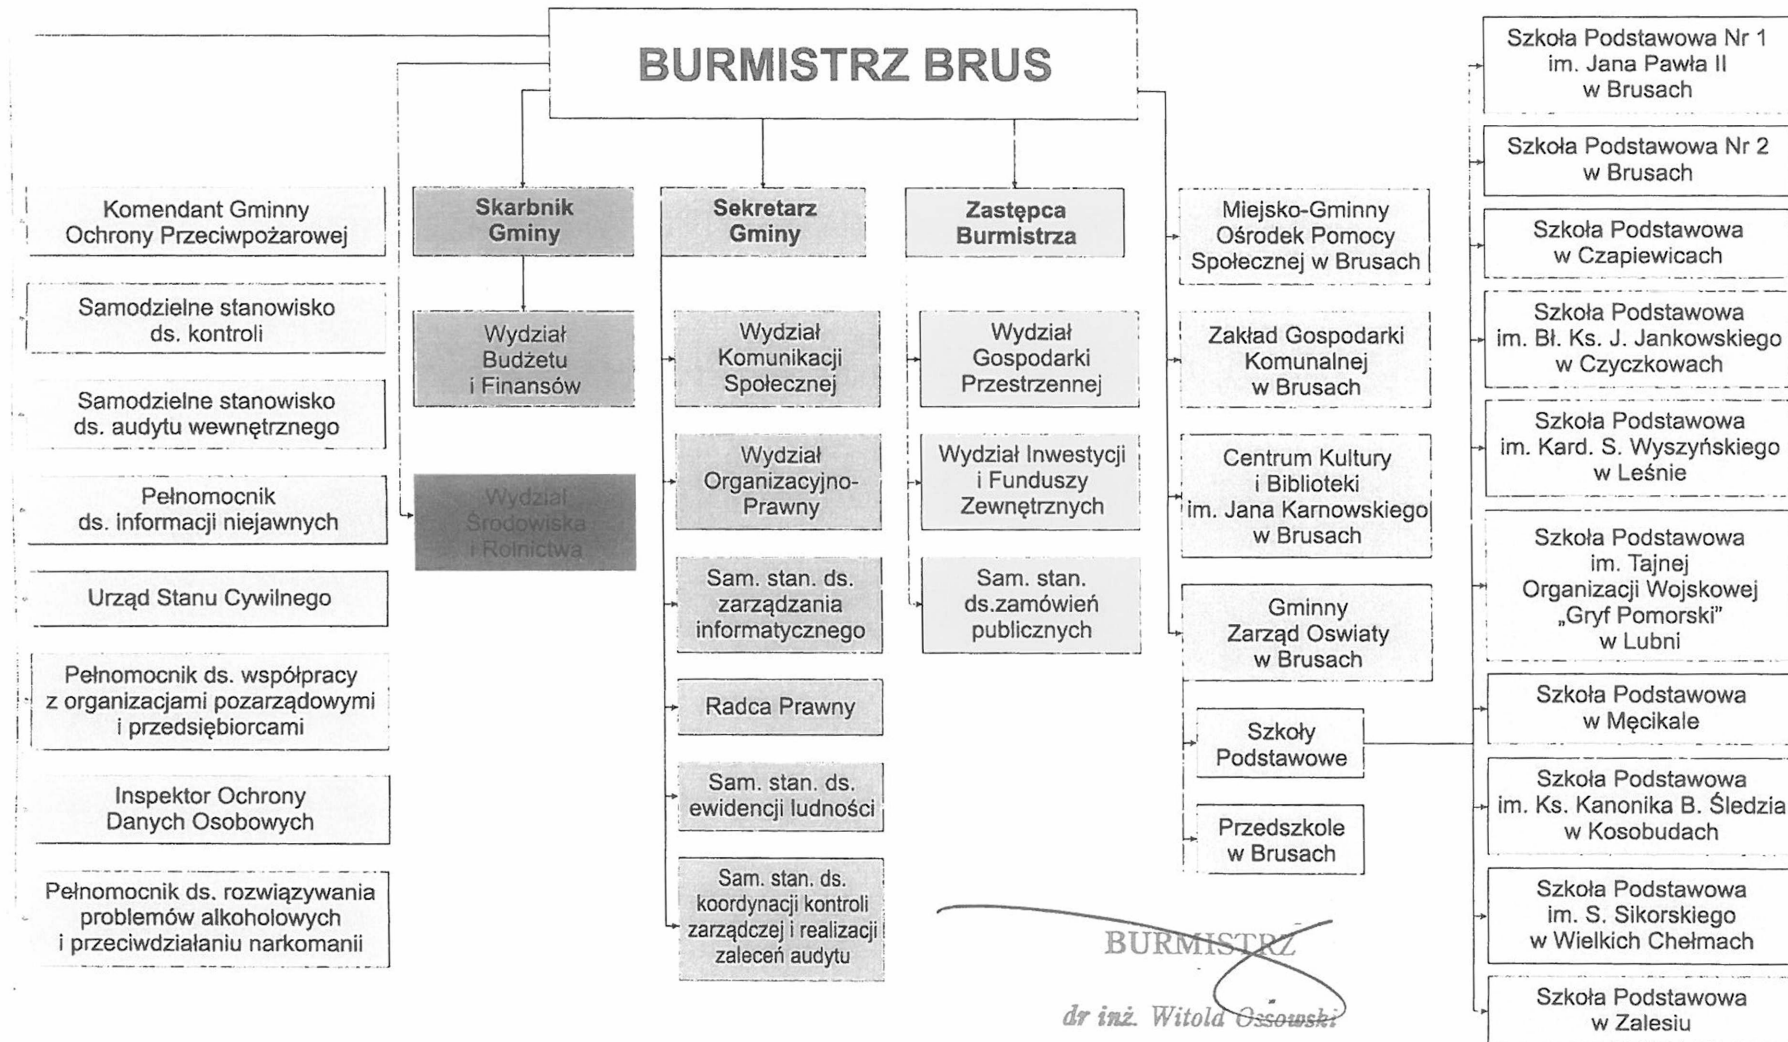 BURMISTRZ BRUS
Komendant Gminny
Ochrony Przeciwpożarowej
Samodzielne stanowisko
ds. kontroli
Samodzielne stanowisko
ds. audytu wewnętrznego
Pełnomocnik
ds. informacji niejawnych
Urząd Stanu Cywilnego
Pełnomocnik ds. współpracy
z organizacjami pozarządowymi
i przedsiębiorcami
Inspektor Ochrony
Danych Osobowych
Pełnomocnik ds. rozwiązywania
problemów alkoholowych
i przeciwdziałaniu narkomanii
Skarbnik
Gminy
Wydział
Budżetu
i Finansów
Wydział
Środowiska
i Rolnictwa
Sekretarz
Gminy
Wydział
Komunikacji
Społecznej
Wydział
Organizacyjno-
Prawny
Sam. stan. ds.
zarządzania
informatycznego
Radca Prawny
Sam. stan. ds.
ewidencji ludności
Sam. stan. ds.
koordynacji kontroli
zarządczej i realizacji
zaleceń audytu
Zastępca
Burmistrza
Wydział
Gospodarki
Przestrzennej
Wydział Inwestycji
i Funduszy
Zewnętrznych
Sam. stan.
ds.zamówień
publicznych
Miejsko-Gminny
Ośrodek Pomocy
Społecznej w Brusach
Zakład Gospodarki
Komunalnej
w Brusach
Centrum Kultury
i Biblioteki
im. Jana Karnowskiego
w Brusach
Gminny
Zarząd Oswiaty
w Brusach
Szkoły
Podstawowe
Przedszkole
w Brusach
Szkoła Podstawowa Nr 1
im. Jana Pawła II
w Brusach
Szkoła Podstawowa Nr 2
w Brusach
Szkoła Podstawowa
w Czapiewicach
Szkoła Podstawowa
im. Bł. Ks. J. Jankowskiego
w Czyczkowach
Szkoła Podstawowa
im. Kard. S. Wyszyńskiego
w Leśnie
Szkoła Podstawowa
im. Tajnej
Organizacji Wojskowej
„Gryf Pomorski”
w Lubni
Szkoła Podstawowa
w Męcikale
Szkoła Podstawowa
im. Ks. Kanonika B. Śledzia
w Kosobudach
Szkoła Podstawowa
im. S. Sikorskiego
w Wielkich Chełmach
Szkoła Podstawowa
w Zalesiu
BURMISTRZ
dr inż. Witold Ossowski